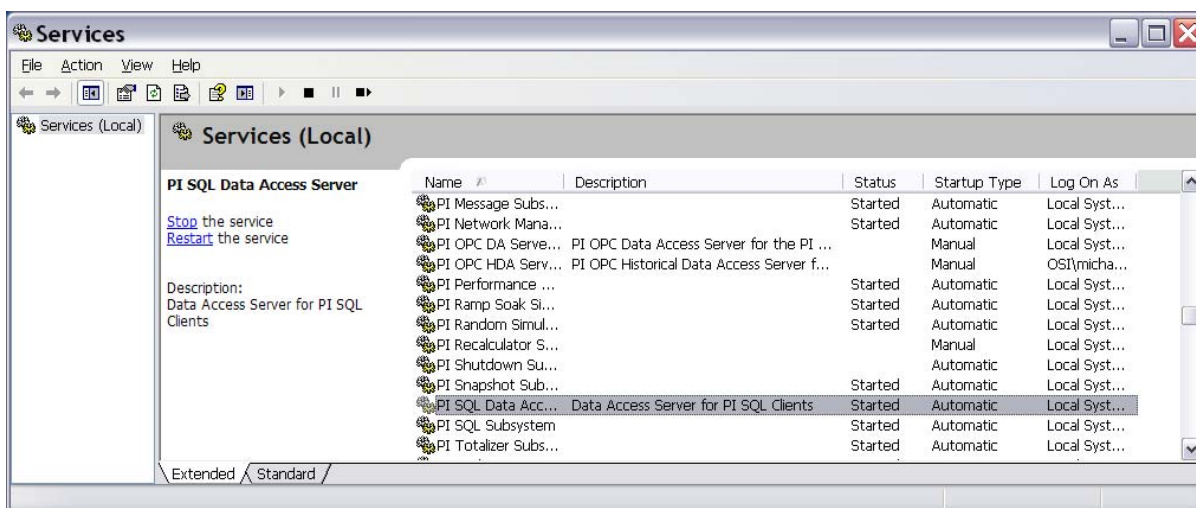 Services
File Action View Help
Services (Local)
Services (Local)
PI SQL Data Access Server
Stop the service
Restart the service
Description:
Data Access Server for PI SQL
Clients
Name Description Status Startup Type Log On As
PI Message Subs... Started Automatic Local Syst...
PI Network Mana... Started Automatic Local Syst...
PI OPC DA Serve... PI OPC Data Access Server for the PI ... Manual Local Syst...
PI OPC HDA Serv... PI OPC Historical Data Access Server f... Manual OSI\micha...
PI Performance ... Started Automatic Local Syst...
PI Ramp Soak Si... Started Automatic Local Syst...
PI Random Simul... Started Automatic Local Syst...
PI Recalculator S... Manual Local Syst...
PI Shutdown Su... Automatic Local Syst...
PI Snapshot Sub... Started Automatic Local Syst...
PI SQL Data Acc... Data Access Server for PI SQL Clients Started Automatic Local Syst...
PI SQL Subsystem Started Automatic Local Syst...
PI Totalizer Subs... Started Automatic Local Syst...
Extended Standard